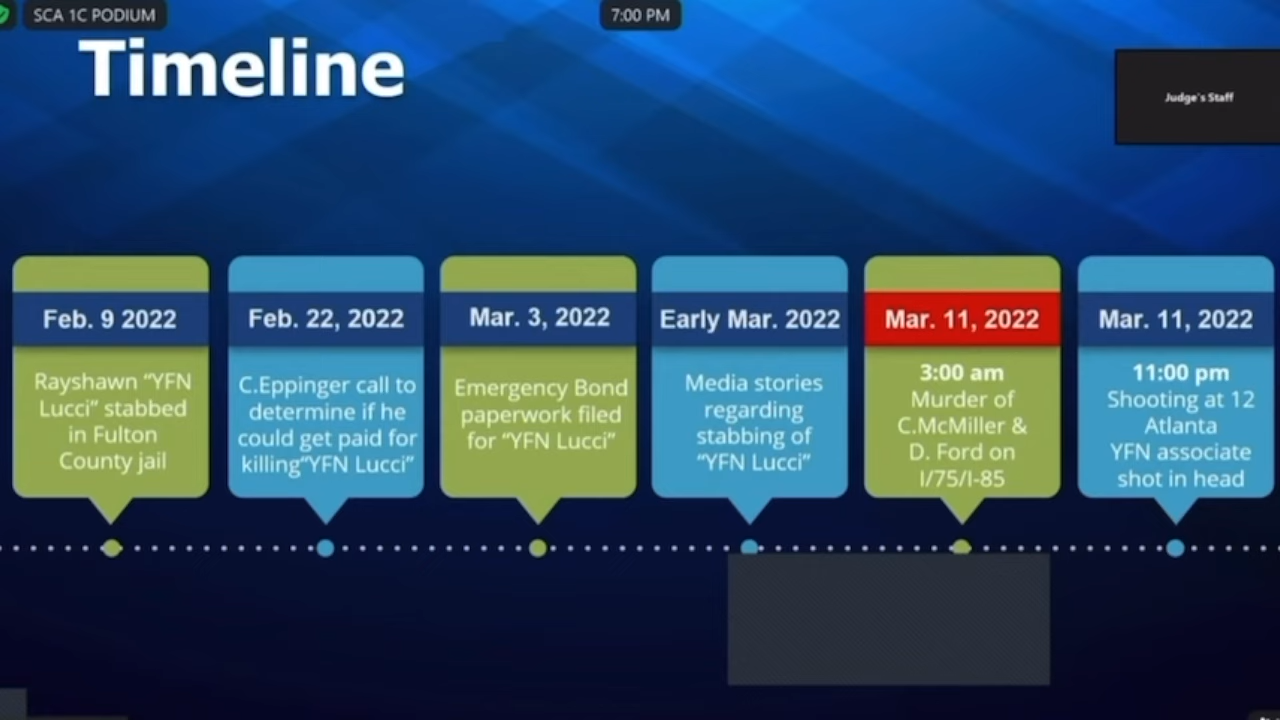 SCA 1C PODIUM
7:00 PM
Timeline
Judge's Staff
Feb. 9 2022
Rayshawn “YFN
Lucci” stabbed
in Fulton
County jail
Feb. 22, 2022
C.Eppinger call to
determine if he
could get paid for
killing“YFN Lucci”
Mar. 3, 2022
Emergency Bond
paperwork filed
for “YFN Lucci”
Early Mar. 2022
Media stories
regarding
stabbing of
“YFN Lucci”
Mar. 11, 2022
3:00 am
Murder of
C.McMiller &
D. Ford on
I/75/I-85
Mar. 11, 2022
11:00 pm
Shooting at 12
Atlanta
YFN associate
shot in head